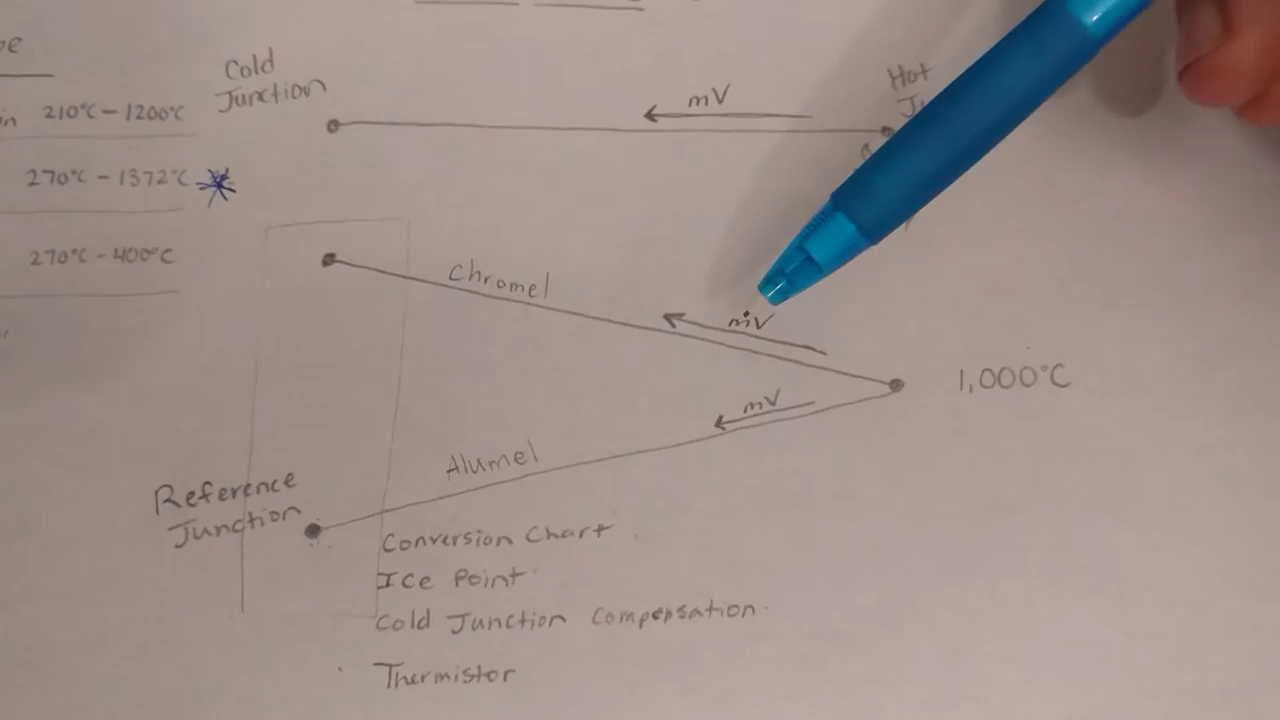 210°C - 1200°C
270°C - 1372°C
270°C - 400°C
Cold
Junction
mV
Hot
Chromel
mV
1,000°C
mV
Alumel
Reference
Junction
Conversion Chart
Ice Point
Cold Junction Compensation
Thermistor